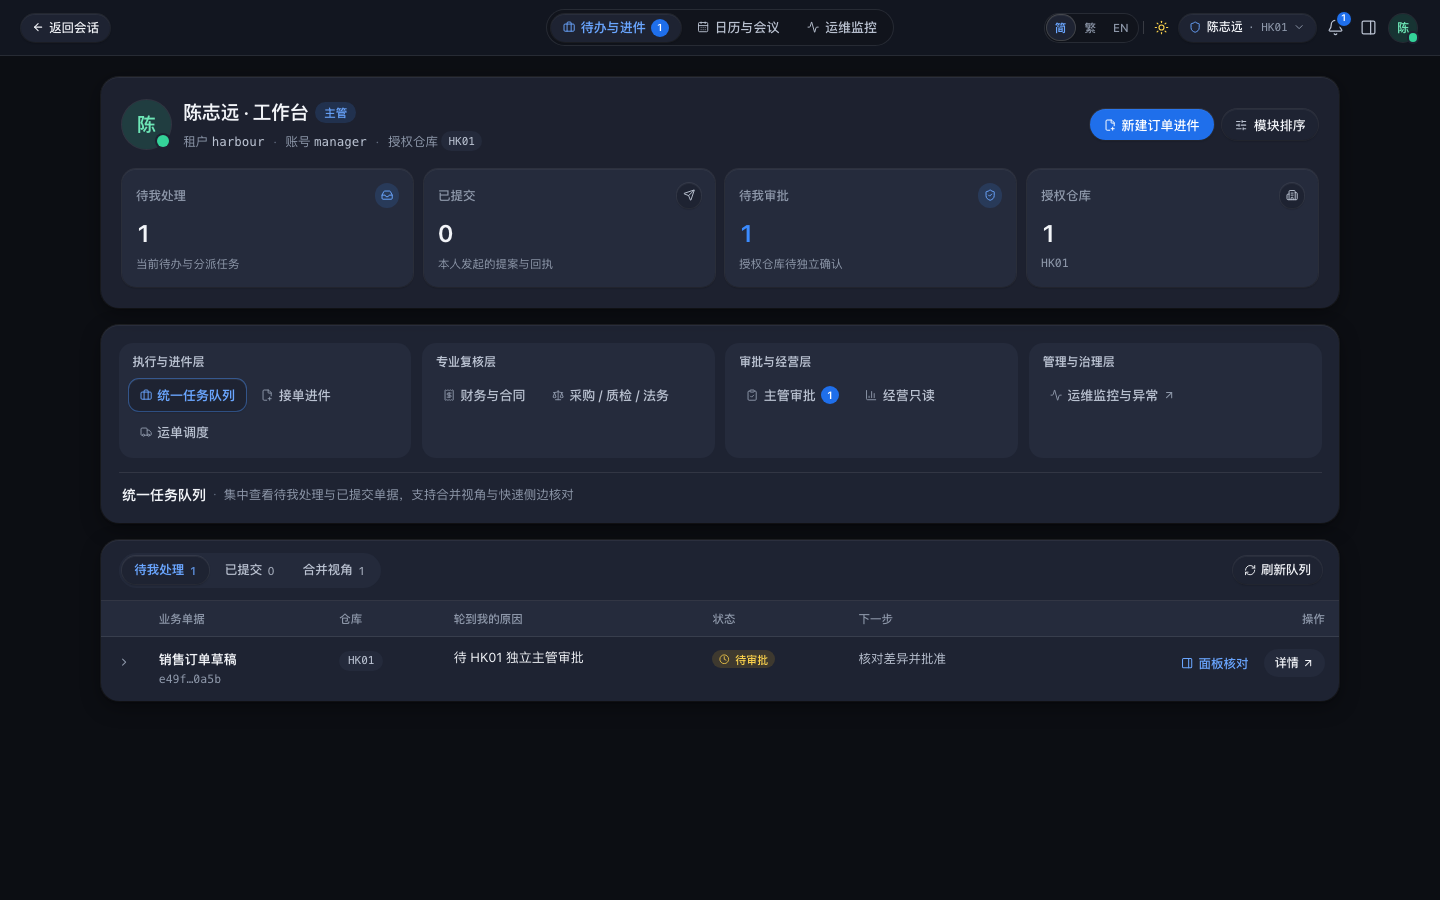 返回会话
待办与进件 1
日历与会议
运维监控
简 繁 EN
陈志远 · HK01
1
陈
陈
陈志远 · 工作台 主管
租户 harbour · 账号 manager · 授权仓库 HK01
新建订单进件
模块排序
待我处理
1
当前待办与分派任务
已提交
0
本人发起的提案与回执
待我审批
1
授权仓库待独立确认
授权仓库
1
HK01
执行与进件层
统一任务队列
接单进件
运单调度
专业复核层
财务与合同
采购 / 质检 / 法务
审批与经营层
主管审批 1
经营只读
管理与治理层
运维监控与异常
统一任务队列 · 集中查看待我处理与已提交单据，支持合并视角与快速侧边核对
待我处理 1
已提交 0
合并视角 1
刷新队列
业务单据 仓库 轮到我的原因 状态 下一步 操作
销售订单草稿 HK01 待 HK01 独立主管审批 待审批 核对差异并批准 面板核对 详情
e49f…0a5b